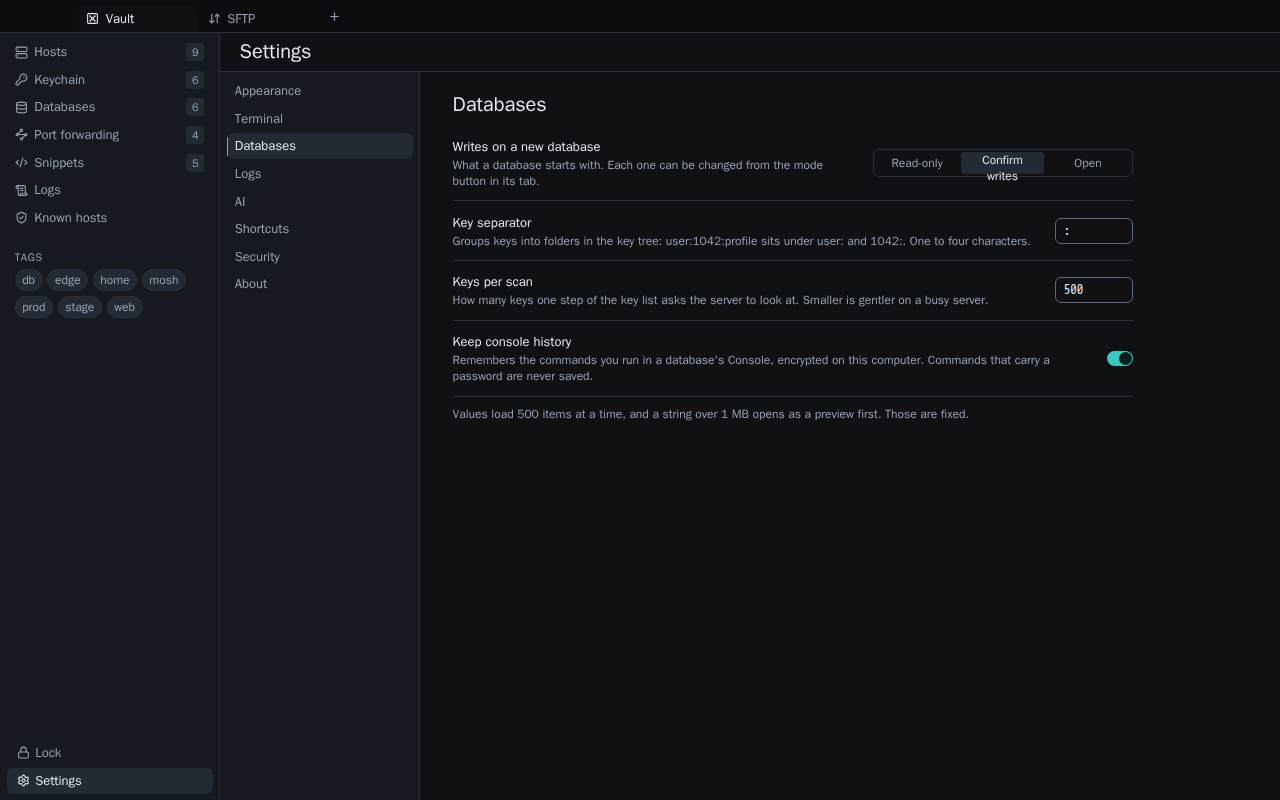 Vault
SFTP
+
Hosts 9
Keychain 6
Databases 6
Port forwarding 4
Snippets 5
Logs
Known hosts
TAGS
db edge home mosh
prod stage web
Lock
Settings
Settings
Appearance
Terminal
Databases
Logs
AI
Shortcuts
Security
About
Databases
Writes on a new database
What a database starts with. Each one can be changed from the mode
button in its tab.
Read-only
Confirm
writes
Open
Key separator
Groups keys into folders in the key tree: user:1042:profile sits under user: and 1042:. One to four characters.
:
Keys per scan
How many keys one step of the key list asks the server to look at. Smaller is gentler on a busy server.
500
Keep console history
Remembers the commands you run in a database's Console, encrypted on this computer. Commands that carry a
password are never saved.
Values load 500 items at a time, and a string over 1 MB opens as a preview first. Those are fixed.